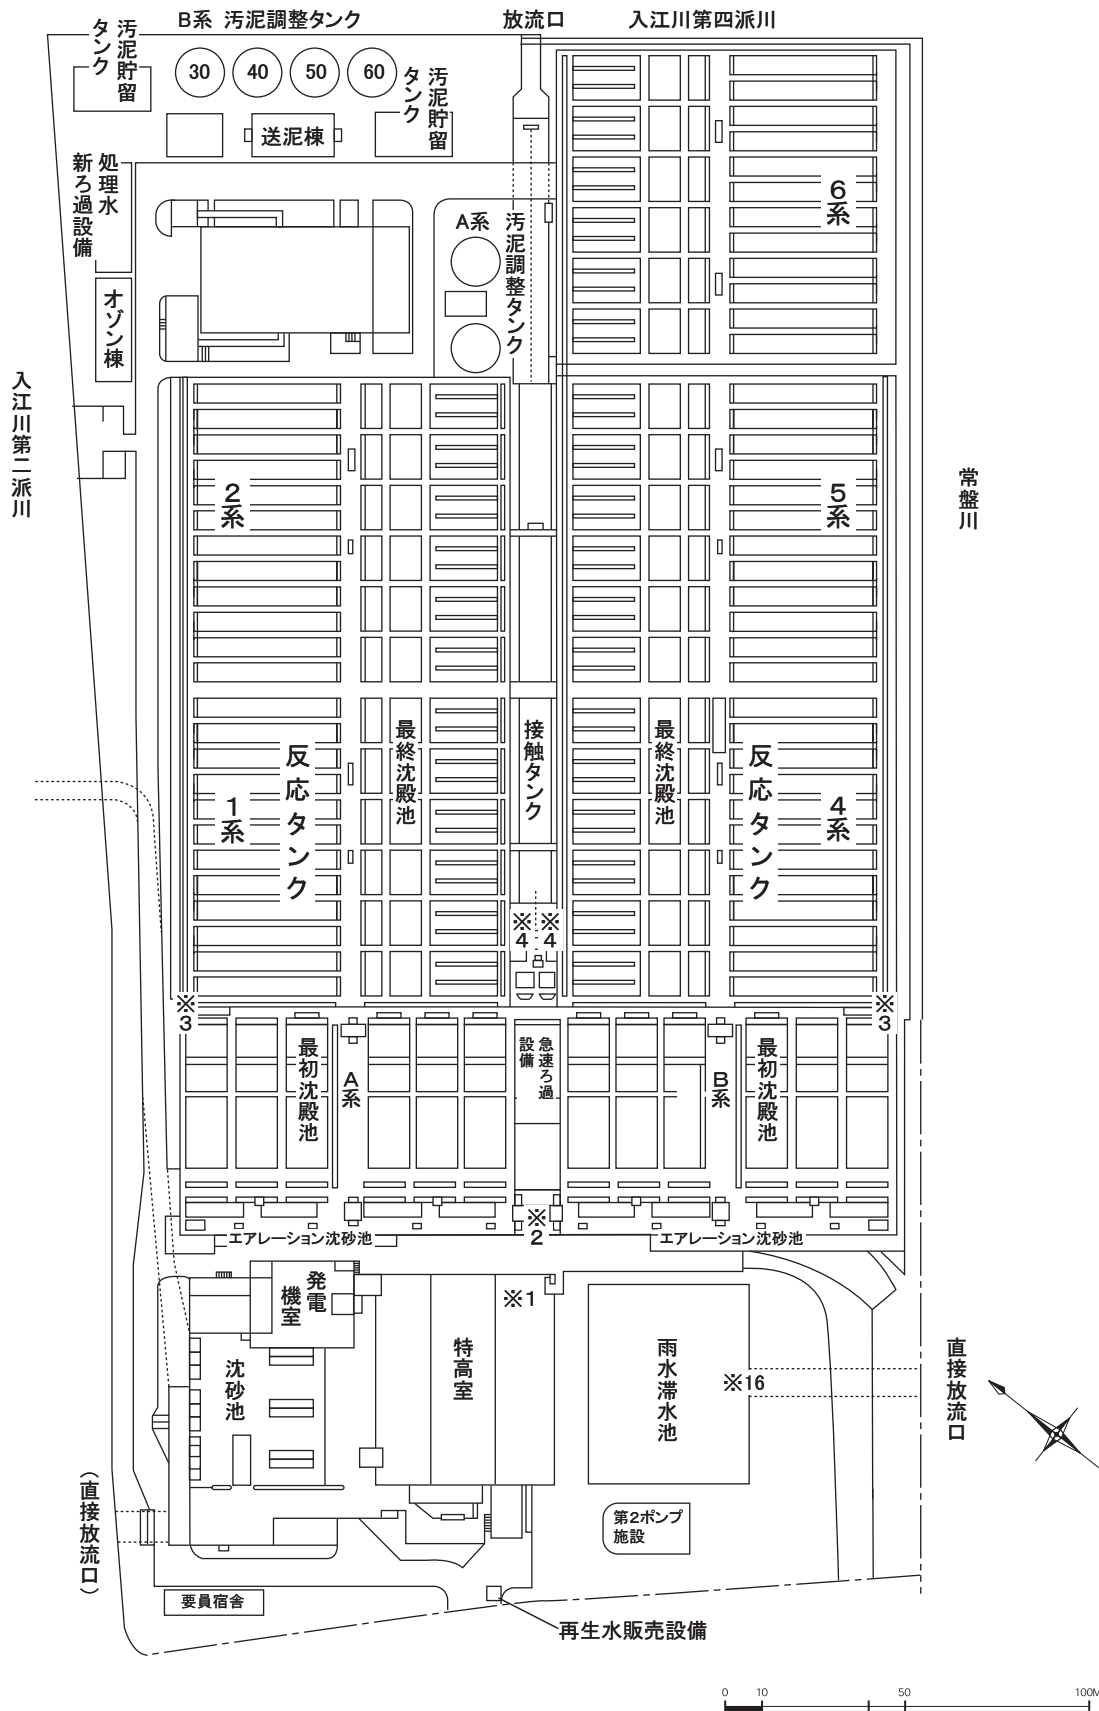 B系 汚泥調整タンク
放流口
入江川第四派川
汚泥貯留
タンク
30
40
50
60
汚泥貯留
タンク
送泥棟
処理水
新ろ過設備
A系
汚泥調整タンク
6系
オゾン棟
入江川第二派川
2系
5系
常盤川
反応タンク
最終沈殿池
接触タンク
最終沈殿池
反応タンク
1系
4系
※4
※4
※3
※3
最初沈殿池
A系
急速ろ過
設備
B系
最初沈殿池
※2
エアレーション沈砂池
エアレーション沈砂池
発電
機室
※1
特高室
雨水滞水池
※16
直接放流口
沈砂池
(直接放流口)
第2ポンプ
施設
要員宿舎
再生水販売設備
0 10 50 100M